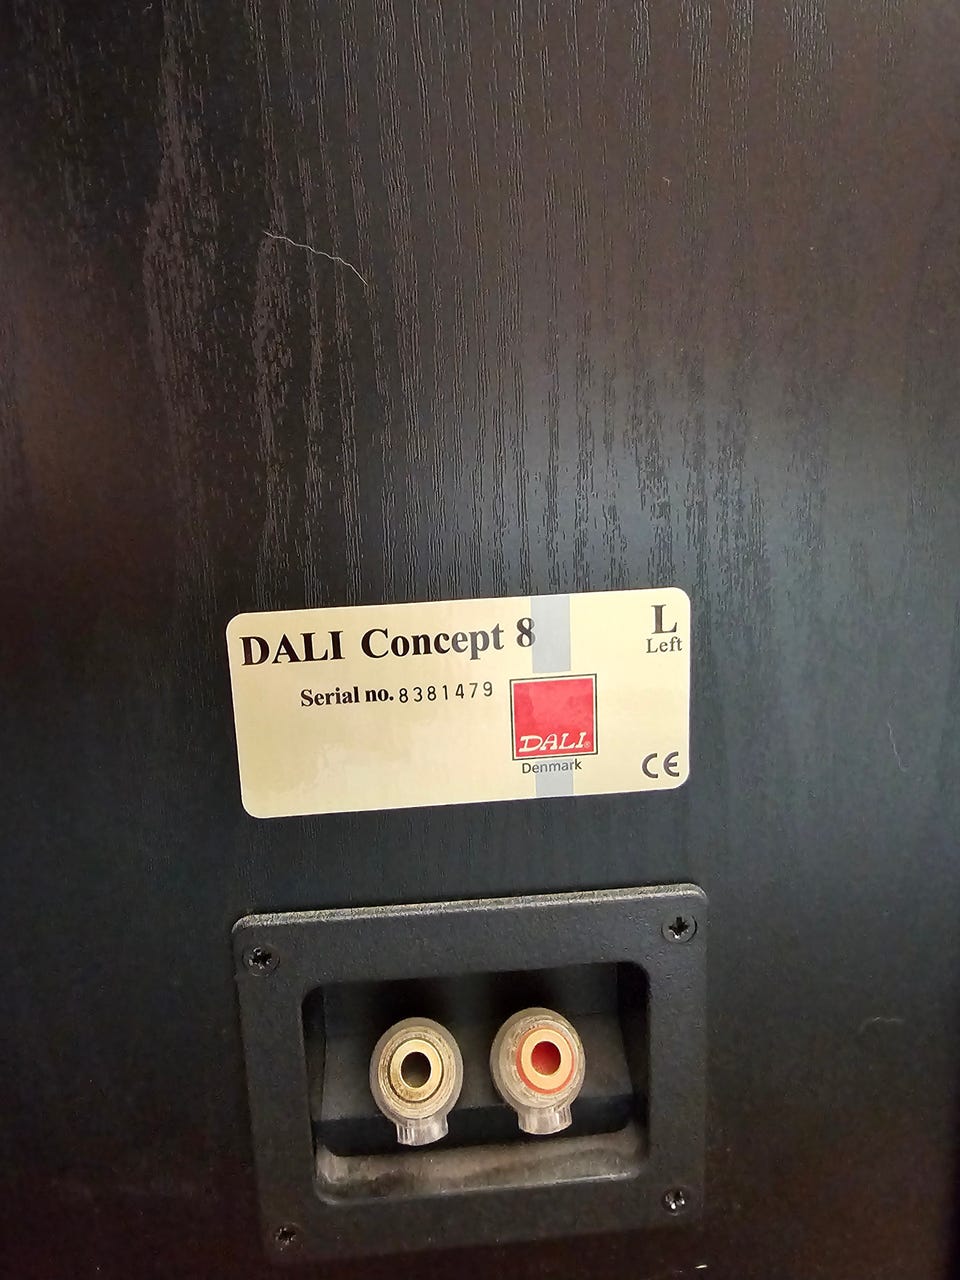 DALI Concept 8
L
Left
Serial no. 8381479
DALI®
Denmark
CE